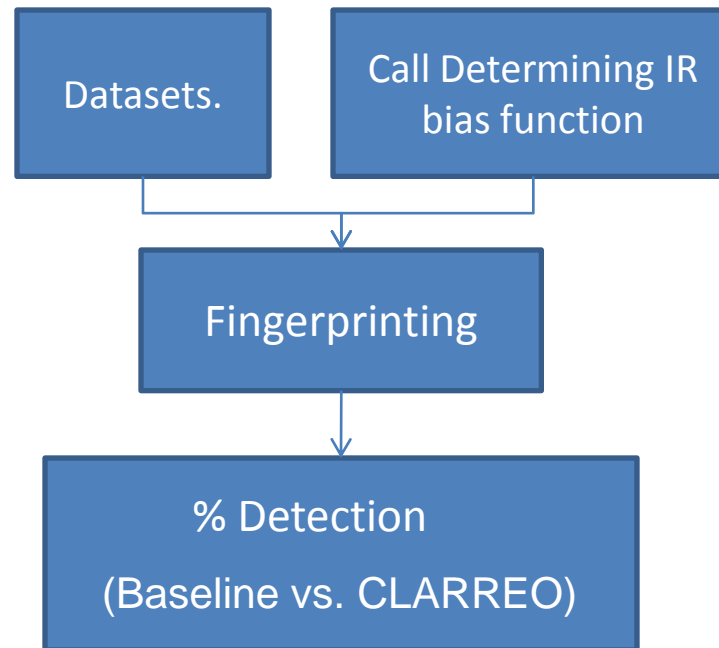 Datasets.
Call Determining IR
bias function
Fingerprinting
% Detection
(Baseline vs. CLARREO)